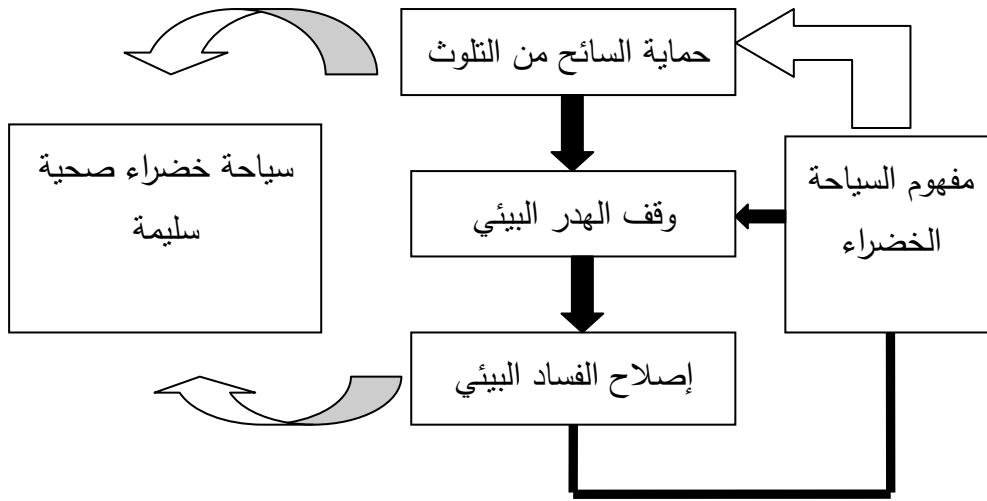 حماية السائح من التلوث
مفهوم السياحة
الخضراء
وقف الهدر البيئي
إصلاح الفساد البيئي
سياحة خضراء صحية
سليمة